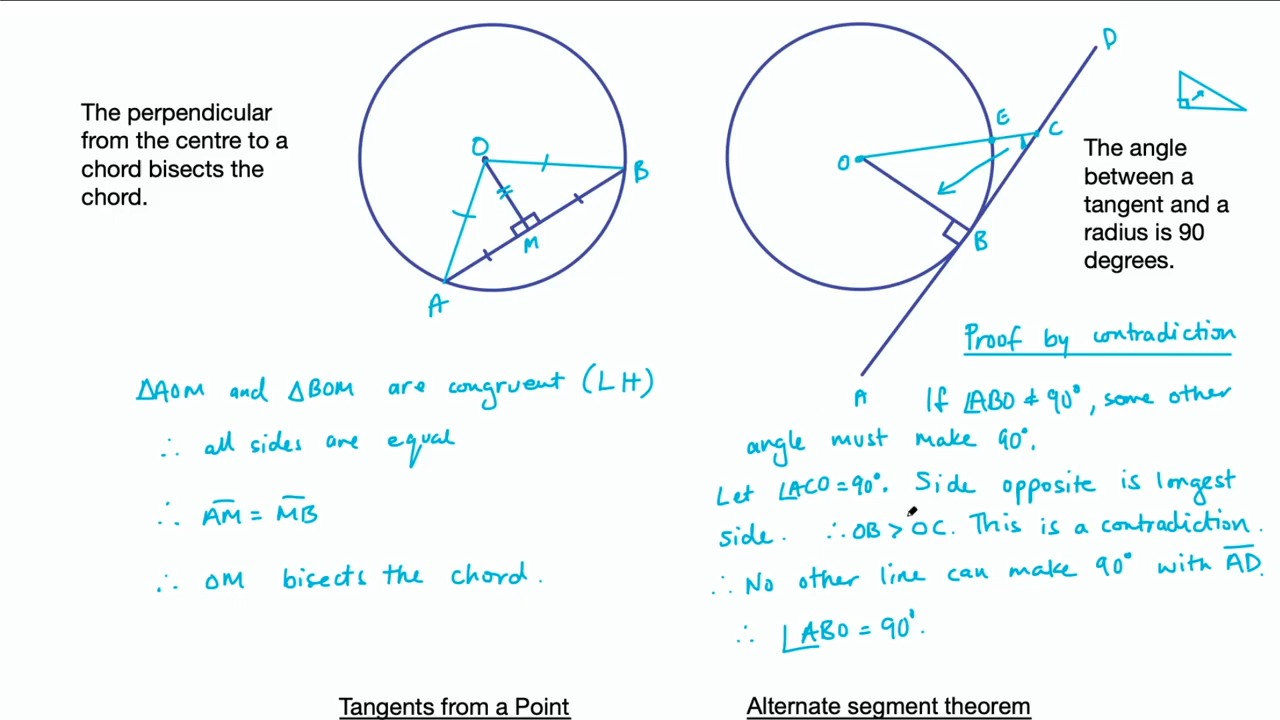 The perpendicular
from the centre to a
chord bisects the
chord.
O
B
M
A
ΔAOM and ΔBOM are congruent (LH)
∴ all sides are equal
∴ A̅M̅ = M̅B̅
∴ OM bisects the chord.
D
E
C
O
B
A
The angle
between a
tangent and a
radius is 90
degrees.
Proof by contradiction
If ∠ABO ≠ 90°, some other
angle must make 90°.
Let ∠ACO = 90°. Side opposite is longest
side. ∴ OB > OC. This is a contradiction.
∴ No other line can make 90° with A̅D̅.
∴ ∠ABO = 90°.
Tangents from a Point
Alternate segment theorem